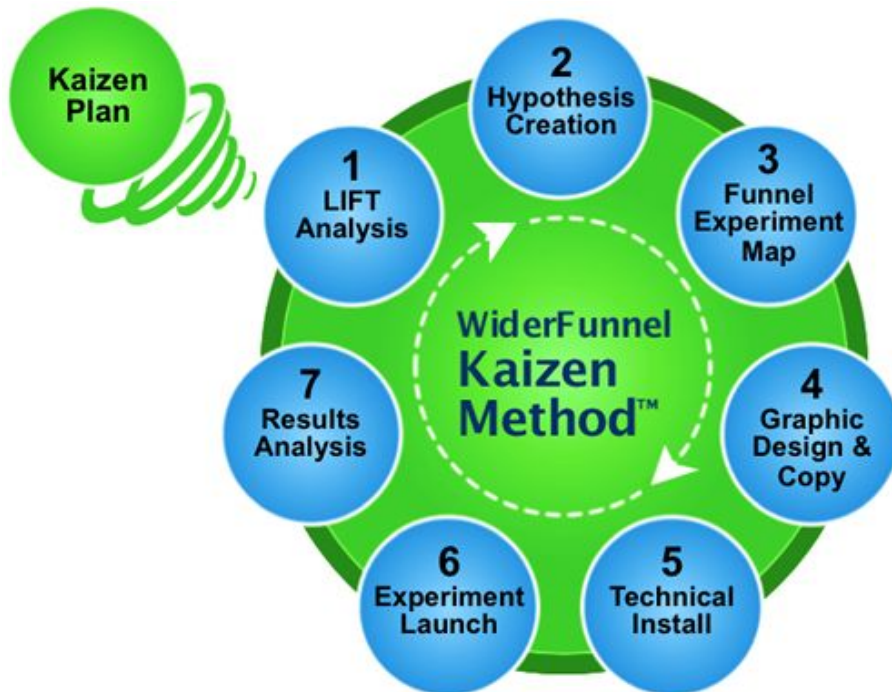 Kaizen
Plan
1
LIFT
Analysis
2
Hypothesis
Creation
3
Funnel
Experiment
Map
4
Graphic
Design &
Copy
5
Technical
Install
6
Experiment
Launch
7
Results
Analysis
WiderFunnel
Kaizen
Method™